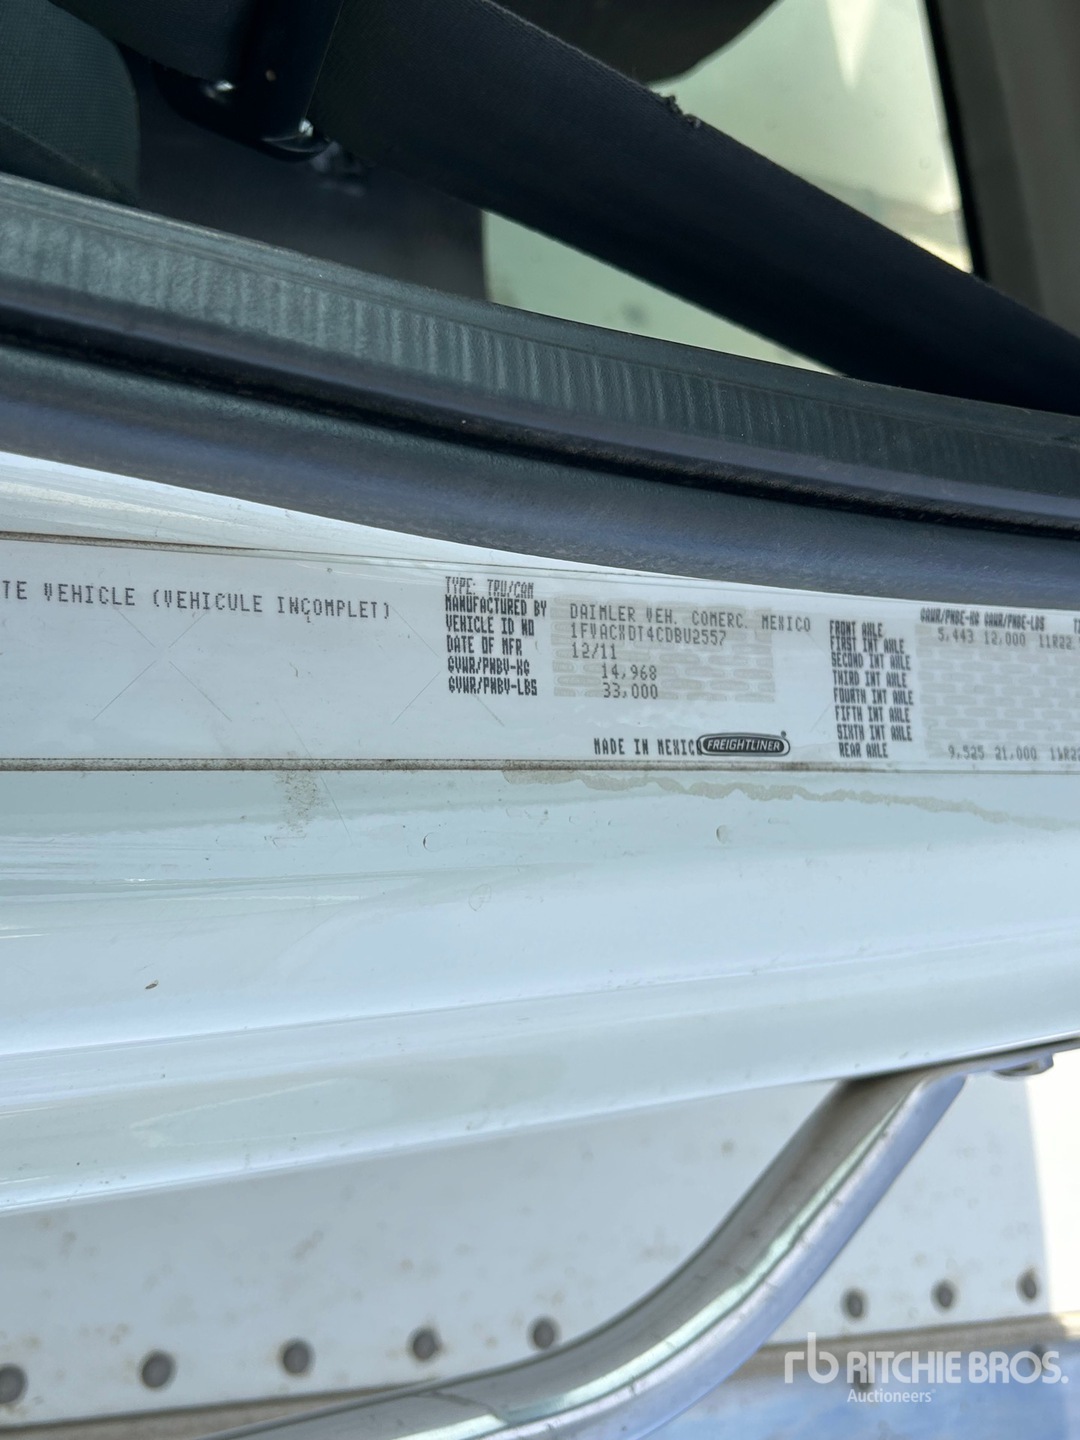 TE VEHICLE (VEHICULE INCOMPLET)
TYPE: TRU/CAM
MANUFACTURED BY DAIMLER VEH. COMERC. MEXICO
VEHICLE ID NO 1FVACXDT4CDBU2557
DATE OF MFR 12/11
GVWR/PNBV-KG 14,968
GVWR/PNBV-LBS 33,000
MADE IN MEXICO FREIGHTLINER
GAWR/PNBE-KG GAWR/PNBE-LBS
FRONT AXLE 5,443 12,000 11R22
FIRST INT AXLE
SECOND INT AXLE
THIRD INT AXLE
FOURTH INT AXLE
FIFTH INT AXLE
SIXTH INT AXLE
REAR AXLE 9,525 21,000 11R22
rb RITCHIE BROS.
Auctioneers